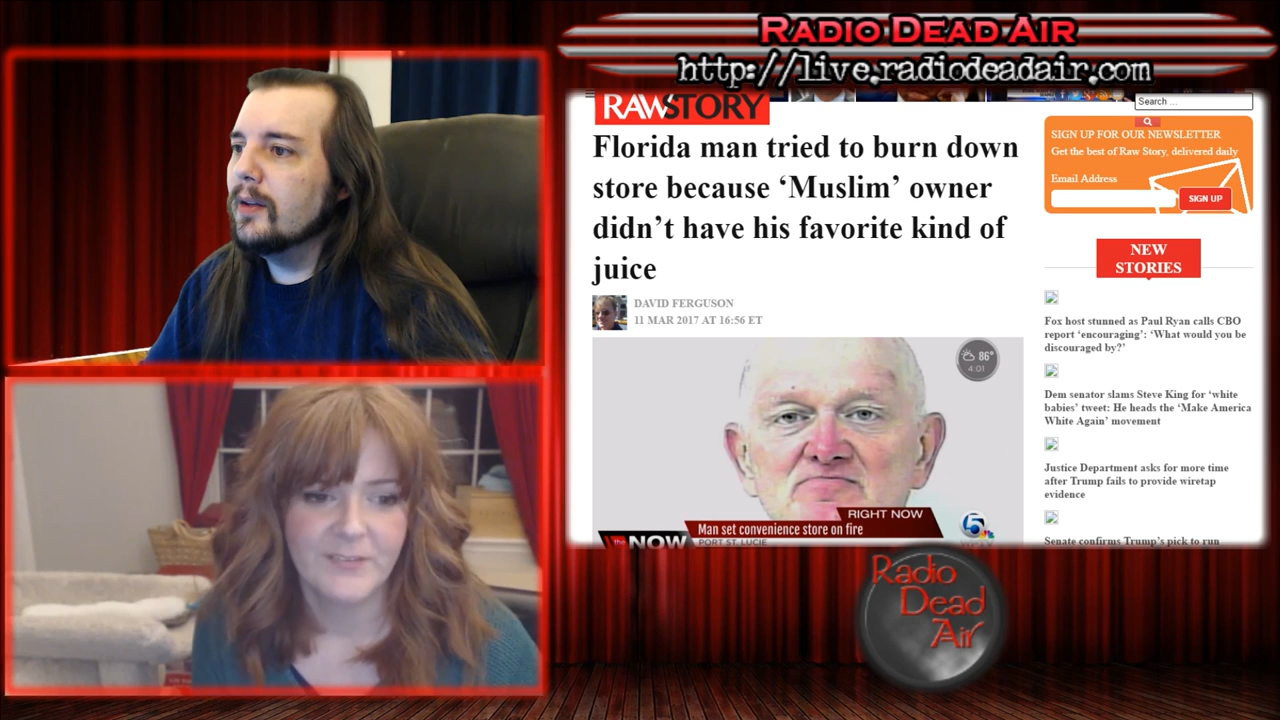 RADIO DEAD AIR
http://live.radiodeadair.com
RAWSTORY
Search ...
Florida man tried to burn down
store because ‘Muslim’ owner
didn’t have his favorite kind of
juice
DAVID FERGUSON
11 MAR 2017 AT 16:56 ET
86°
4:01
RIGHT NOW
Man set convenience store on fire
the NOW
PORT ST. LUCIE
5
SIGN UP FOR OUR NEWSLETTER
Get the best of Raw Story, delivered daily
Email Address
SIGN UP
NEW
STORIES
Fox host stunned as Paul Ryan calls CBO
report ‘encouraging’: ‘What would you be
discouraged by?’
Dem senator slams Steve King for ‘white
babies’ tweet: He heads the ‘Make America
White Again’ movement
Justice Department asks for more time
after Trump fails to provide wiretap
evidence
Senate confirms Trump’s pick to run
Radio
Dead
Air